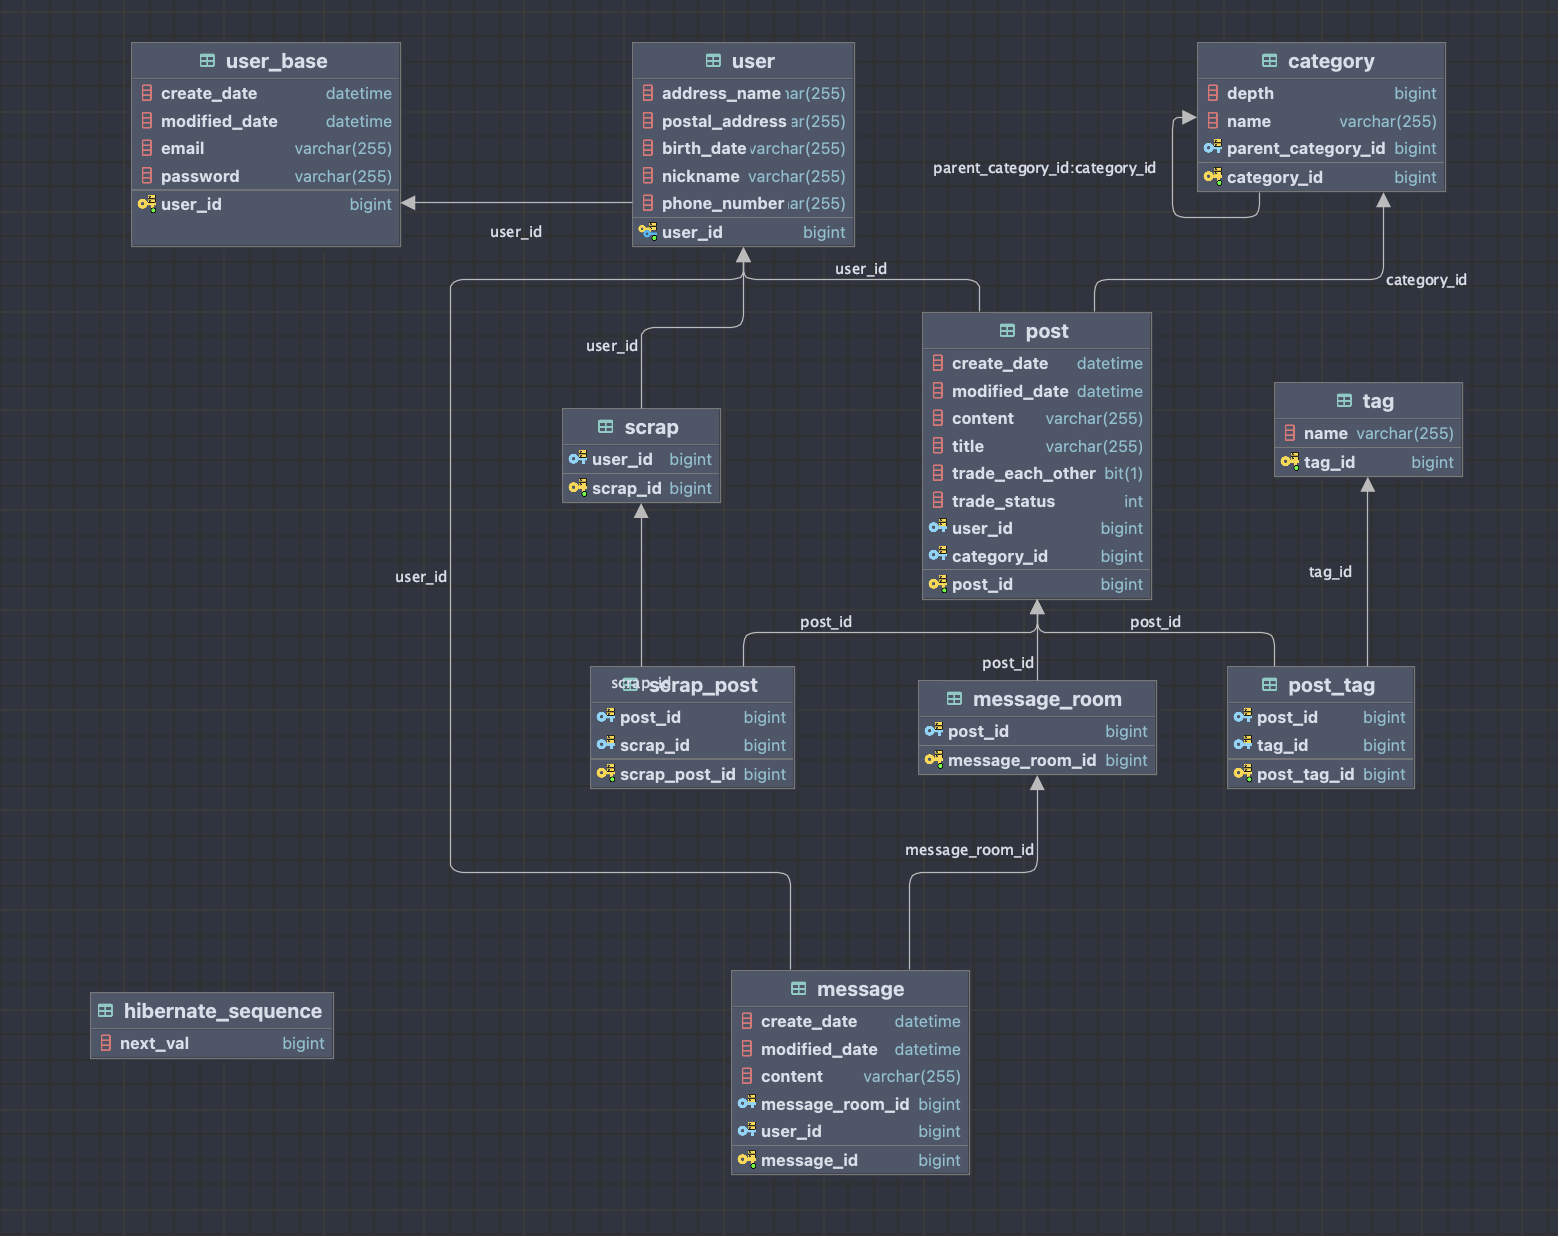 user_base
create_date datetime
modified_date datetime
email varchar(255)
password varchar(255)
user_id bigint
user_id
user
address_name ar(255)
postal_address ar(255)
birth_date varchar(255)
nickname varchar(255)
phone_number ar(255)
user_id bigint
category
depth bigint
name varchar(255)
parent_category_id bigint
category_id bigint
parent_category_id:category_id
user_id
category_id
user_id
post
create_date datetime
modified_date datetime
content varchar(255)
title varchar(255)
trade_each_other bit(1)
trade_status int
user_id bigint
category_id bigint
post_id bigint
tag
name varchar(255)
tag_id bigint
scrap
user_id bigint
scrap_id bigint
user_id
tag_id
post_id
post_id
post_id
scrap_id
scrap_post
post_id bigint
scrap_id bigint
scrap_post_id bigint
message_room
post_id bigint
message_room_id bigint
post_tag
post_id bigint
tag_id bigint
post_tag_id bigint
message_room_id
message
create_date datetime
modified_date datetime
content varchar(255)
message_room_id bigint
user_id bigint
message_id bigint
hibernate_sequence
next_val bigint